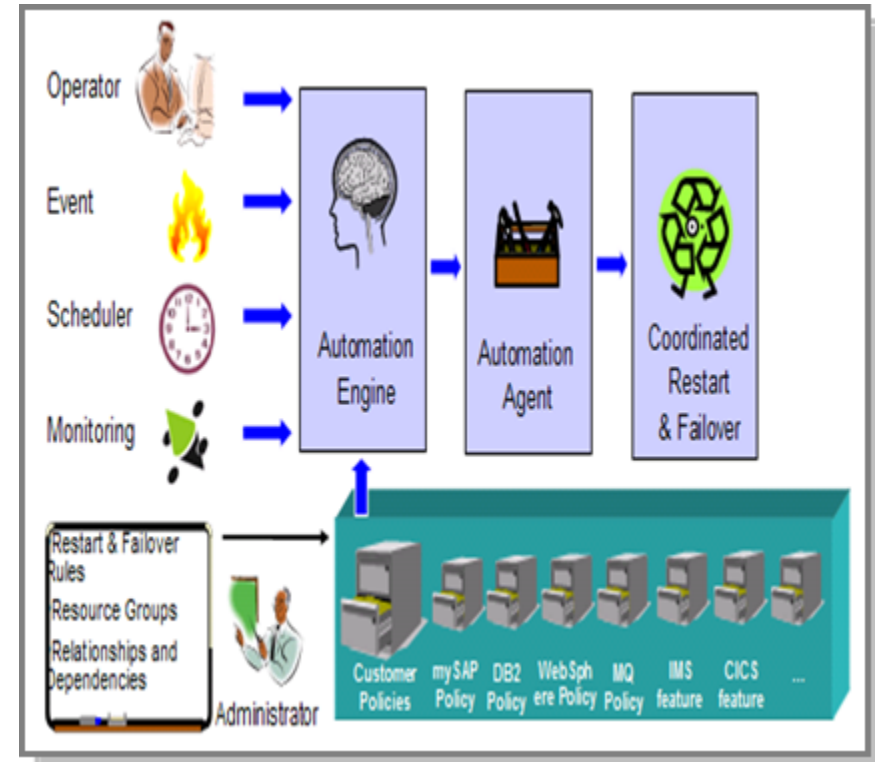 Operator
Event
Scheduler
Monitoring
Automation
Engine
Automation
Agent
Coordinated
Restart
& Failover
Restart & Failover
Rules
Resource Groups
Relationships and
Dependencies
Administrator
Customer
Policies
mySAP
Policy
DB2
Policy
WebSph
ere Policy
MQ
Policy
IMS
feature
CICS
feature
...